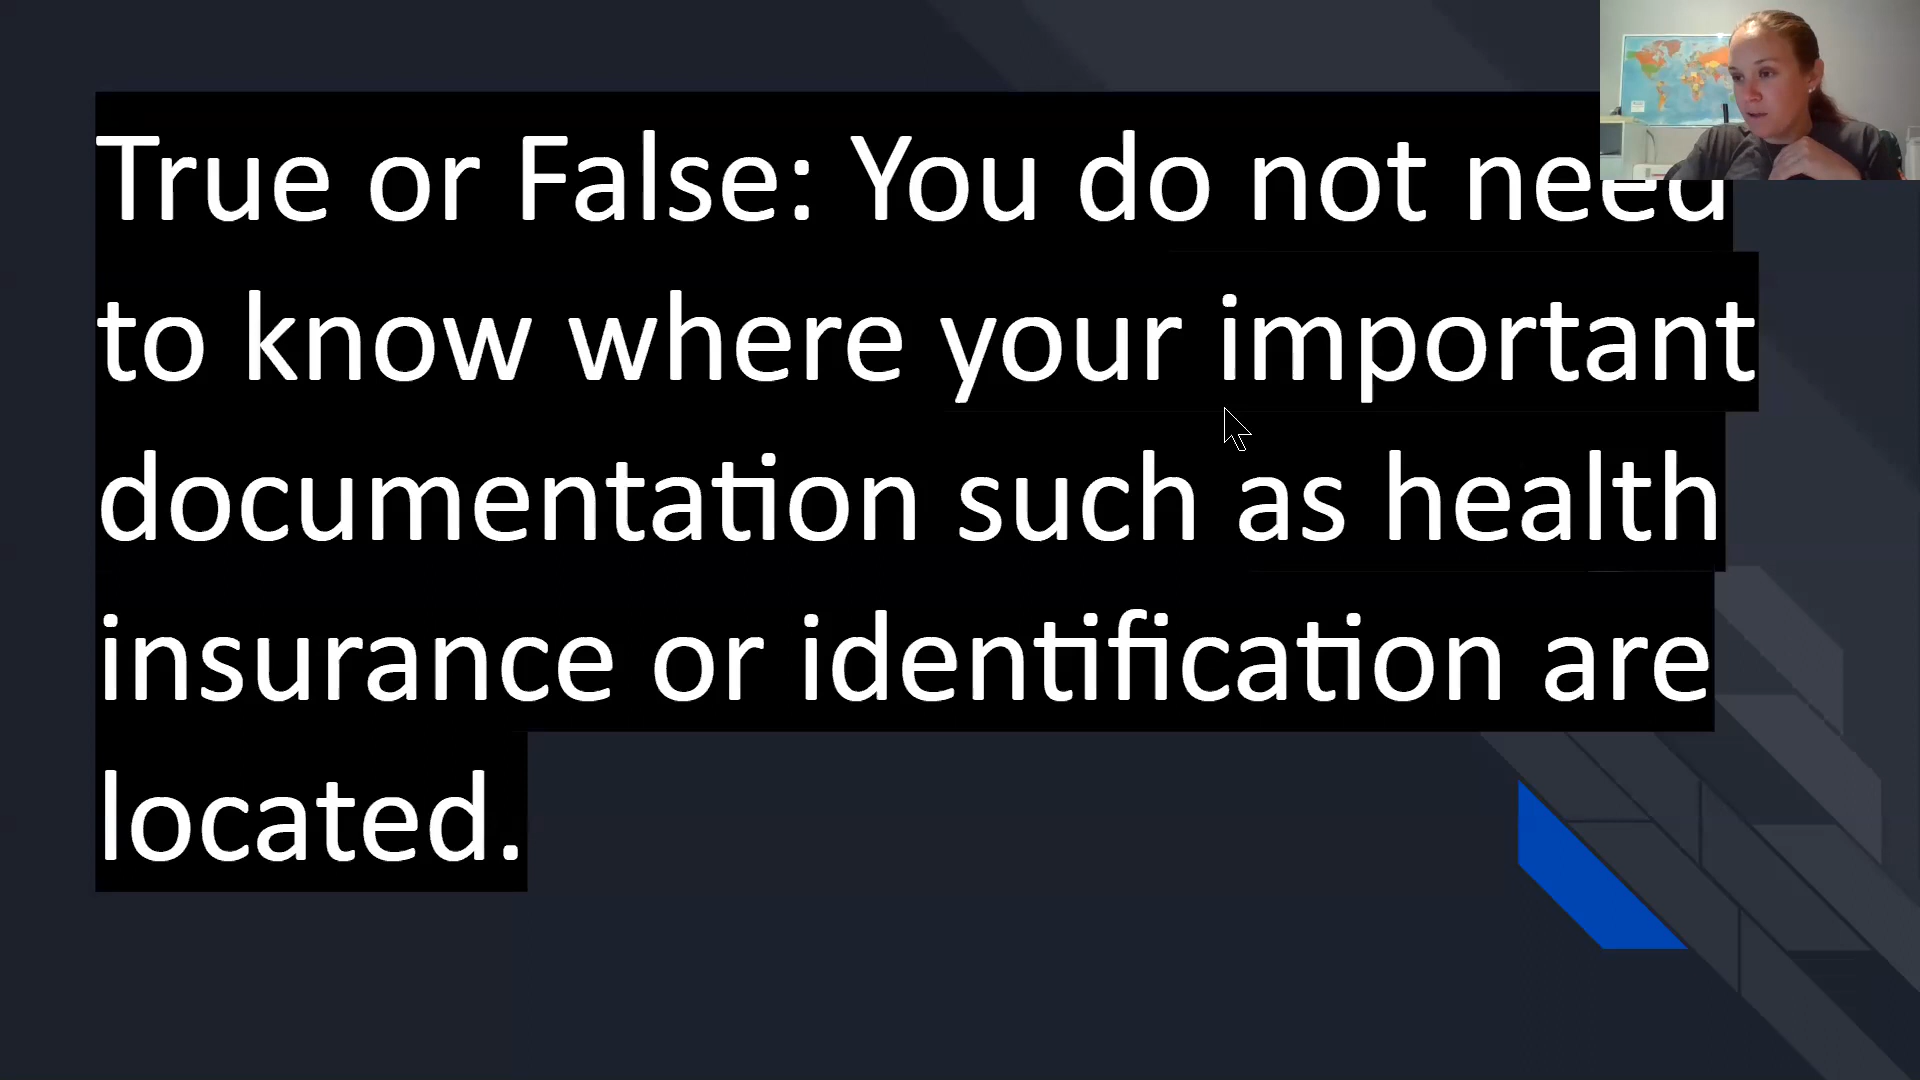 True or False: You do not need
to know where your important
documentation such as health
insurance or identification are
located.